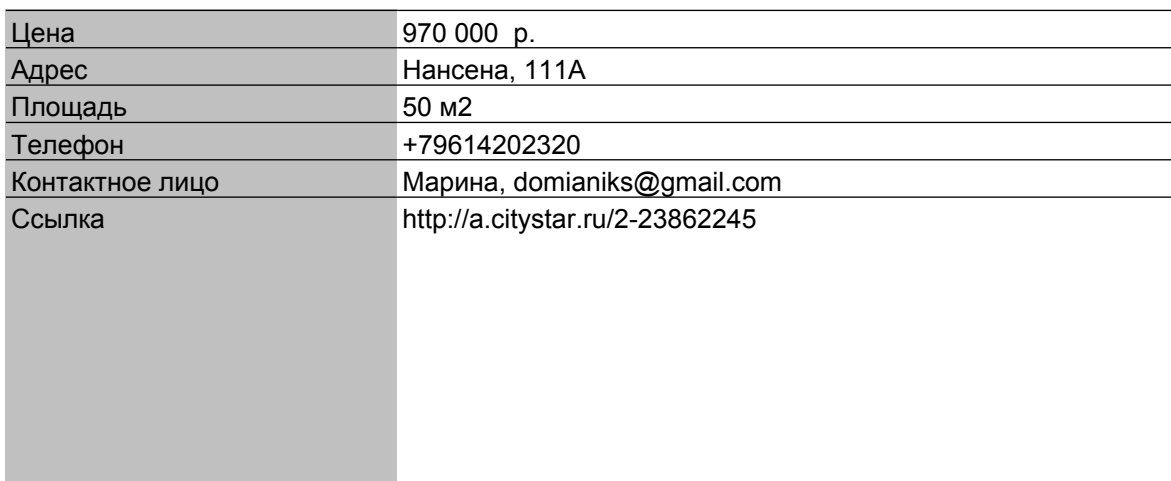 Цена 970 000 р.
Адрес Нансена, 111А
Площадь 50 м2
Телефон +79614202320
Контактное лицо Марина, domianiks@gmail.com
Ссылка http://a.citystar.ru/2-23862245